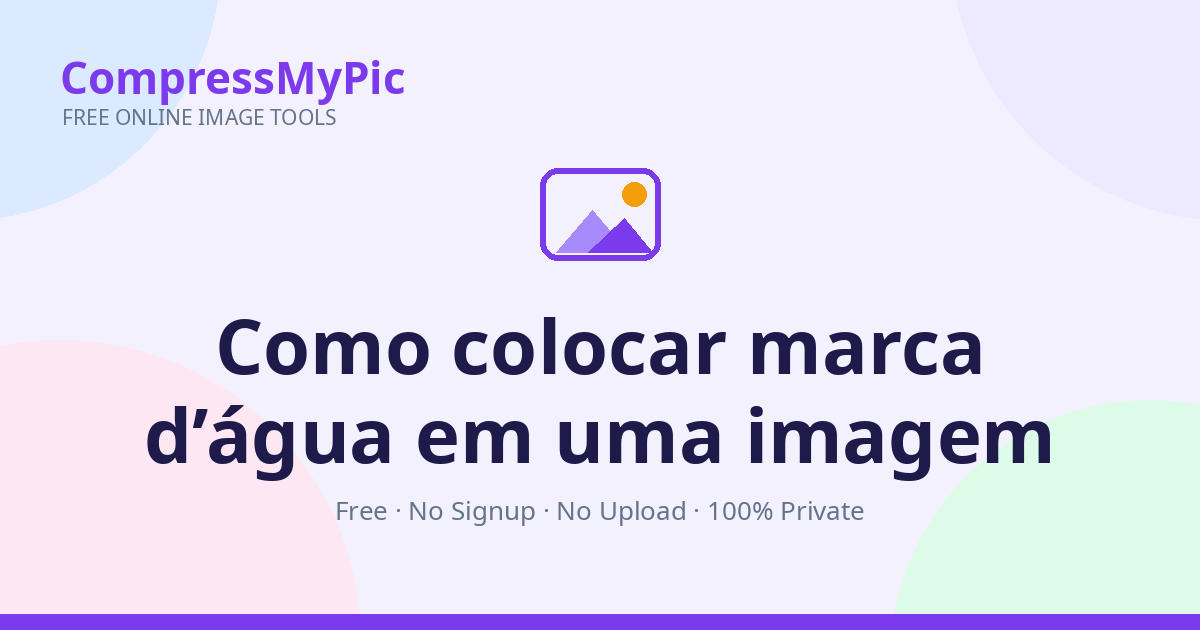 CompressMyPic
FREE ONLINE IMAGE TOOLS
Como colocar marca
d’água em uma imagem
Free · No Signup · No Upload · 100% Private